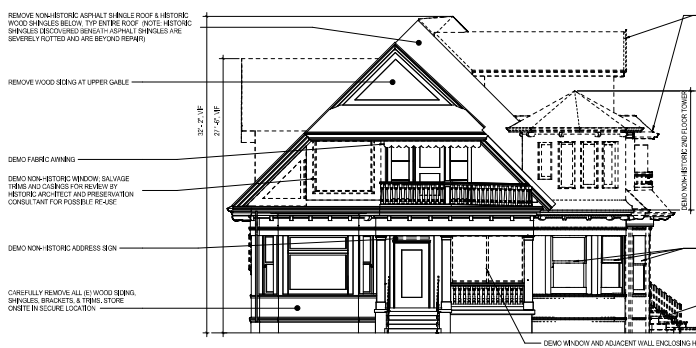 REMOVE NON-HISTORIC ASPHALT SHINGLE ROOF & HISTORIC
WOOD SHINGLES BELOW, TYP ENTIRE ROOF (NOTE: HISTORIC
SHINGLES DISCOVERED BENEATH ASPHALT SHINGLES ARE
SEVERELY ROTTED AND ARE BEYOND REPAIR)
REMOVE WOOD SIDING AT UPPER GABLE
32'- 2", VIF
27'- 6", VIF
DEMO FABRIC AWNING
DEMO NON-HISTORIC WINDOW; SALVAGE
TRIMS AND CASINGS FOR REVIEW BY
HISTORIC ARCHITECT AND PRESERVATION
CONSULTANT FOR POSSIBLE RE-USE
DEMO NON-HISTORIC ADDRESS SIGN
CAREFULLY REMOVE ALL (E) WOOD SIDING,
SHINGLES, BRACKETS, & TRIMS. STORE
ONSITE IN SECURE LOCATION
DEMO NON-HISTORIC 2ND FLOOR TOWER
DEMO WINDOW AND ADJACENT WALL ENCLOSING